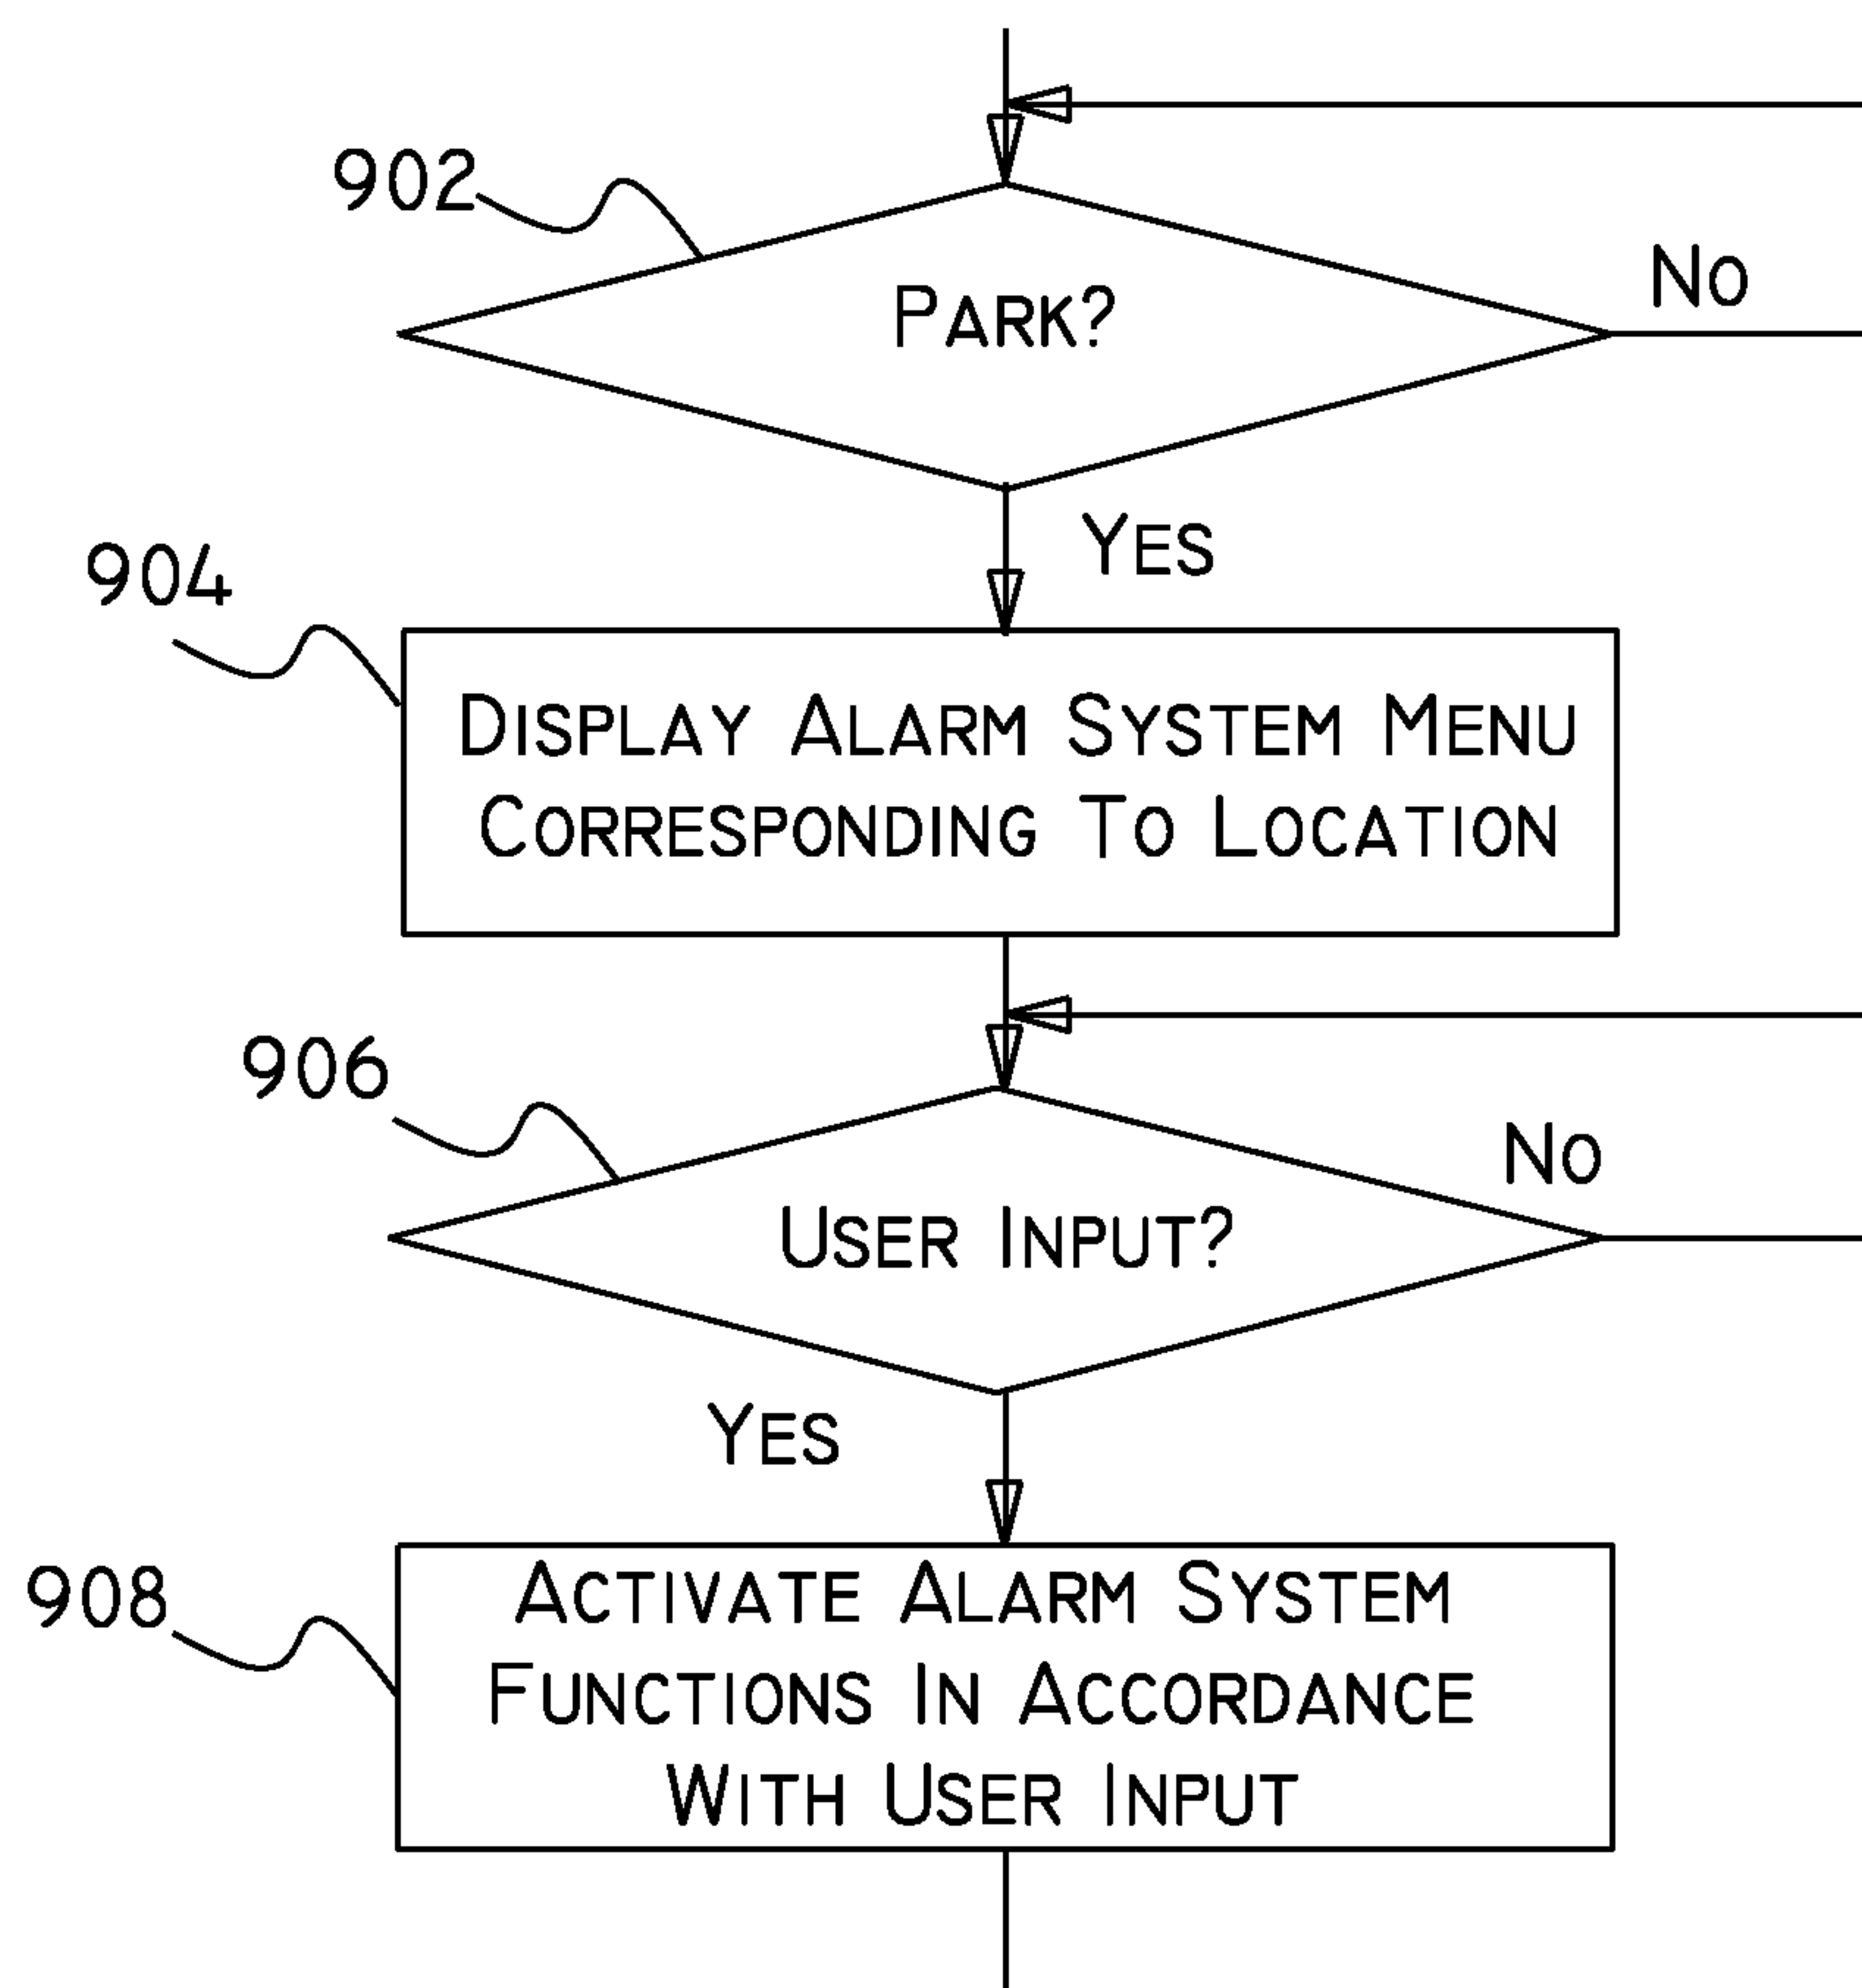 902
PARK?
NO
YES
904
DISPLAY ALARM SYSTEM MENU
CORRESPONDING TO LOCATION
906
NO
USER INPUT?
YES
908
ACTIVATE ALARM SYSTEM
FUNCTIONS IN ACCORDANCE
WITH USER INPUT